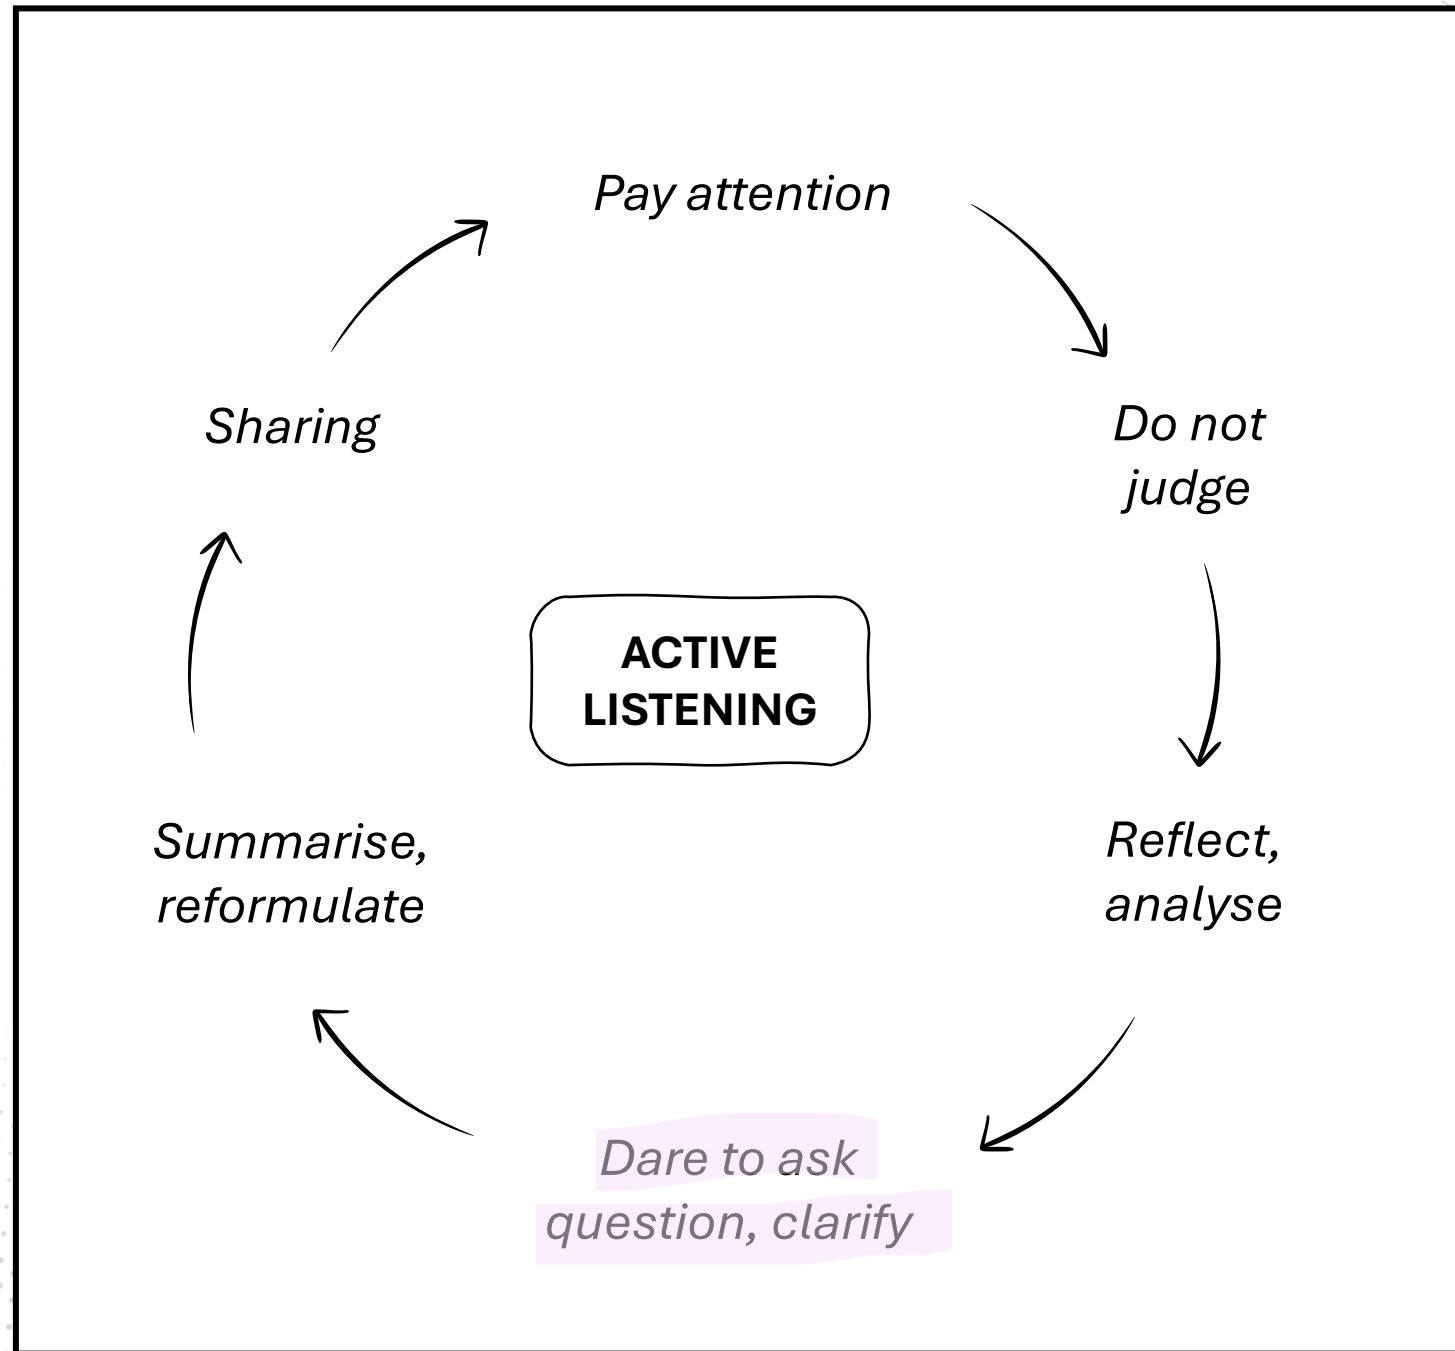 Pay attention
Do not
judge
Reflect,
analyse
Dare to ask
question, clarify
Summarise,
reformulate
Sharing
ACTIVE
LISTENING